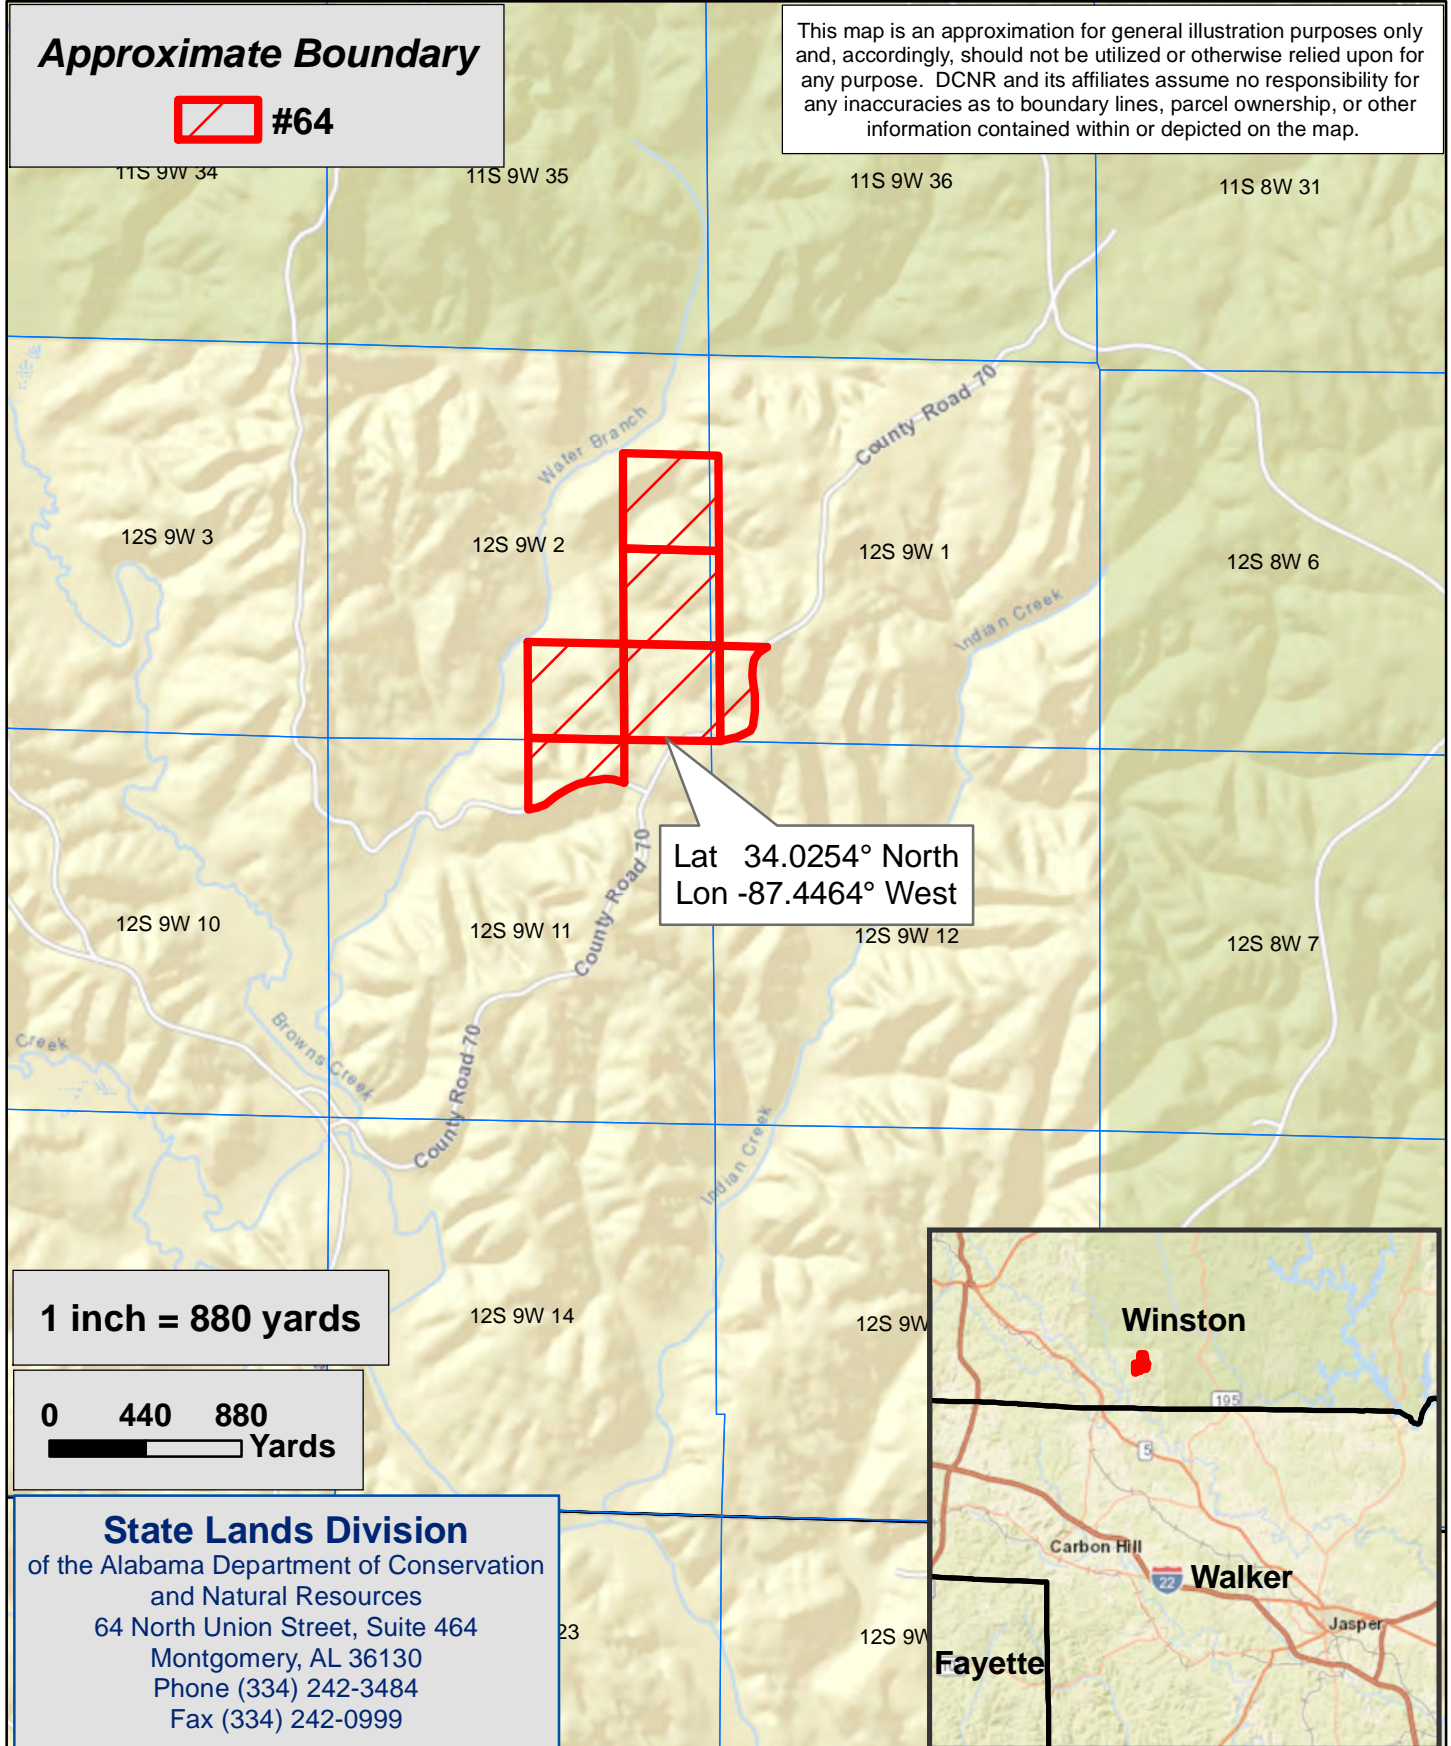 Approximate Boundary
#64
This map is an approximation for general illustration purposes only
and, accordingly, should not be utilized or otherwise relied upon for
any purpose.  DCNR and its affiliates assume no responsibility for
any inaccuracies as to boundary lines, parcel ownership, or other
information contained within or depicted on the map.
11S 9W 34
11S 9W 35
11S 9W 36
11S 8W 31
County Road 70
Water Branch
12S 9W 3
12S 9W 2
12S 9W 1
12S 8W 6
Indian Creek
Lat   34.0254° North
Lon -87.4464° West
County Road 70
12S 9W 10
12S 9W 11
12S 9W 12
12S 8W 7
Creek
Browns Creek
County Road 70
Indian Creek
1 inch = 880 yards
12S 9W 14
12S 9W
Winston
195
5
0 440 880
Yards
State Lands Division
of the Alabama Department of Conservation
and Natural Resources
64 North Union Street, Suite 464
Montgomery, AL 36130
Phone (334) 242-3484
Fax (334) 242-0999
23
12S 9W
Carbon Hill
22
Walker
Jasper
Fayette